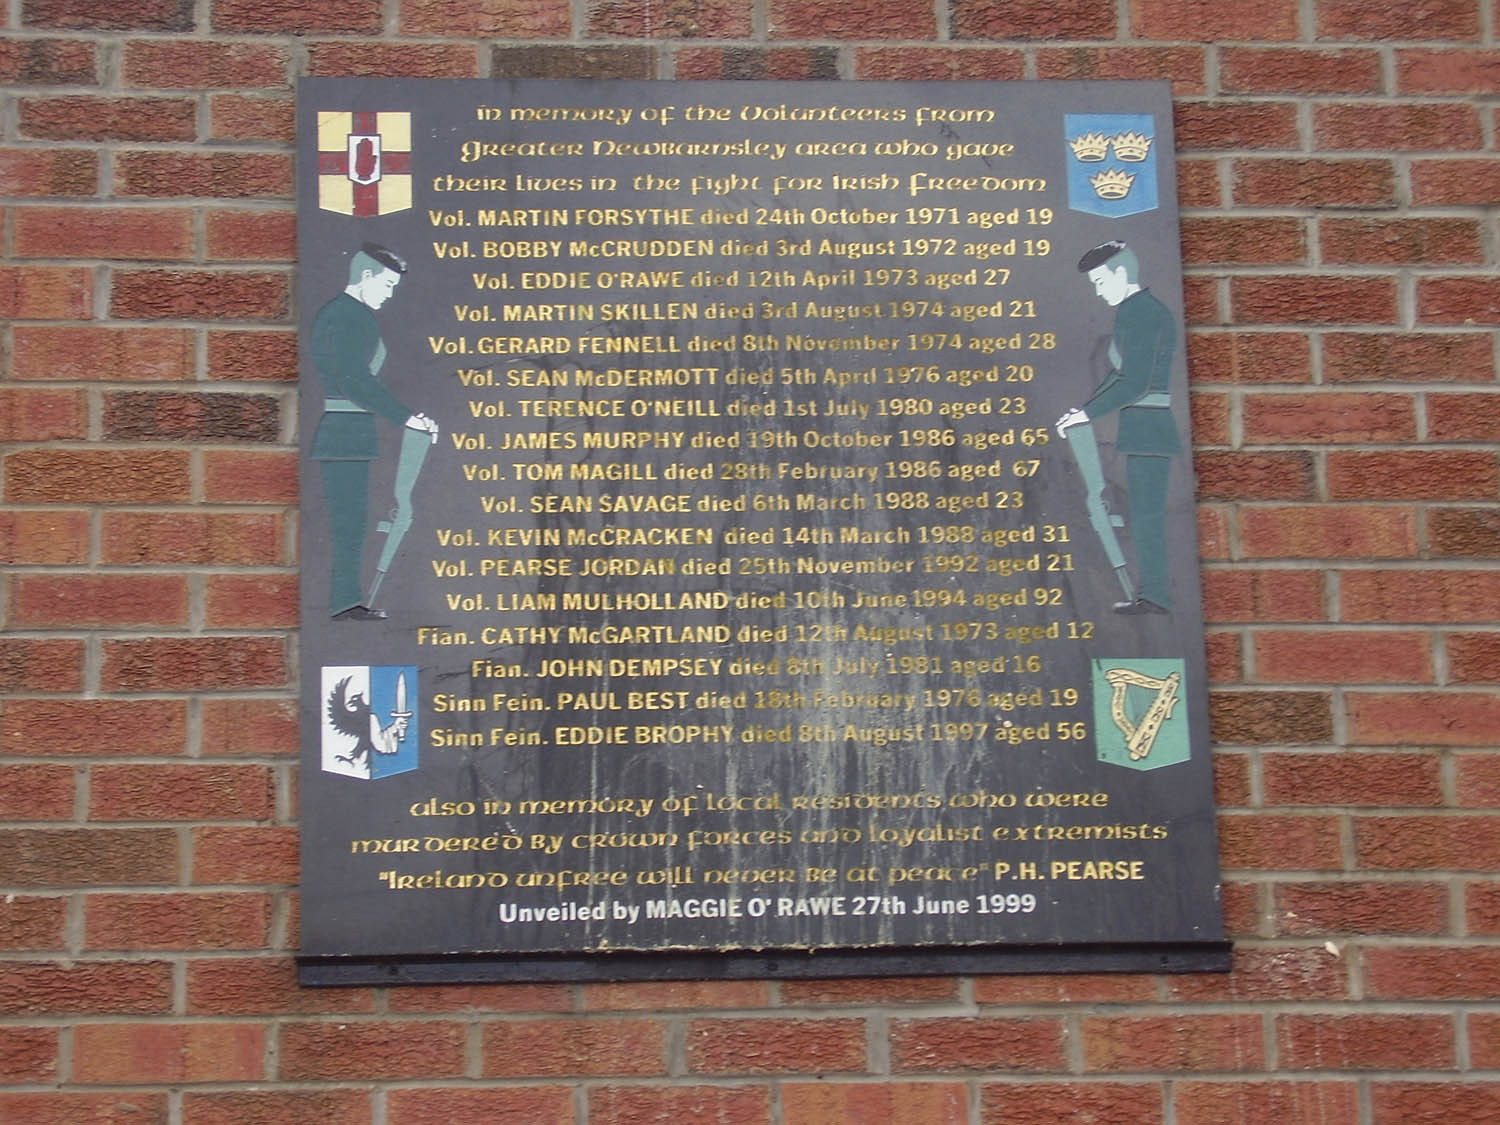 in memory of the Volunteers from
Greater Newbarnsley area who gave
their lives in the fight for Irish Freedom
Vol. MARTIN FORSYTHE died 24th October 1971 aged 19
Vol. BOBBY McCRUDDEN died 3rd August 1972 aged 19
Vol. EDDIE O'RAWE died 12th April 1973 aged 27
Vol. MARTIN SKILLEN died 3rd August 1974 aged 21
Vol. GERARD FENNELL died 8th November 1974 aged 28
Vol. SEAN McDERMOTT died 5th April 1976 aged 20
Vol. TERENCE O'NEILL died 1st July 1980 aged 23
Vol. JAMES MURPHY died 19th October 1986 aged 65
Vol. TOM MAGILL died 28th February 1986 aged 67
Vol. SEAN SAVAGE died 6th March 1988 aged 23
Vol. KEVIN McCRACKEN died 14th March 1988 aged 31
Vol. PEARSE JORDAN died 25th November 1992 aged 21
Vol. LIAM MULHOLLAND died 10th June 1994 aged 92
Fian. CATHY McGARTLAND died 12th August 1973 aged 12
Fian. JOHN DEMPSEY died 8th July 1981 aged 16
Sinn Fein. PAUL BEST died 18th February 1976 aged 19
Sinn Fein. EDDIE BROPHY died 8th August 1997 aged 56
also in memory of local residents who were
murdered by crown forces and loyalist extremists
"Ireland unfree will never be at peace" P.H. PEARSE
Unveiled by MAGGIE O'RAWE 27th June 1999